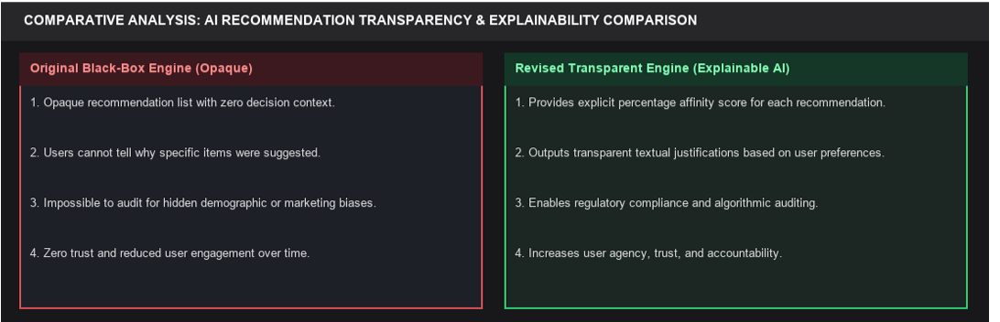 COMPARATIVE ANALYSIS: AI RECOMMENDATION TRANSPARENCY & EXPLAINABILITY COMPARISON
Original Black-Box Engine (Opaque)
1. Opaque recommendation list with zero decision context.
2. Users cannot tell why specific items were suggested.
3. Impossible to audit for hidden demographic or marketing biases.
4. Zero trust and reduced user engagement over time.
Revised Transparent Engine (Explainable AI)
1. Provides explicit percentage affinity score for each recommendation.
2. Outputs transparent textual justifications based on user preferences.
3. Enables regulatory compliance and algorithmic auditing.
4. Increases user agency, trust, and accountability.